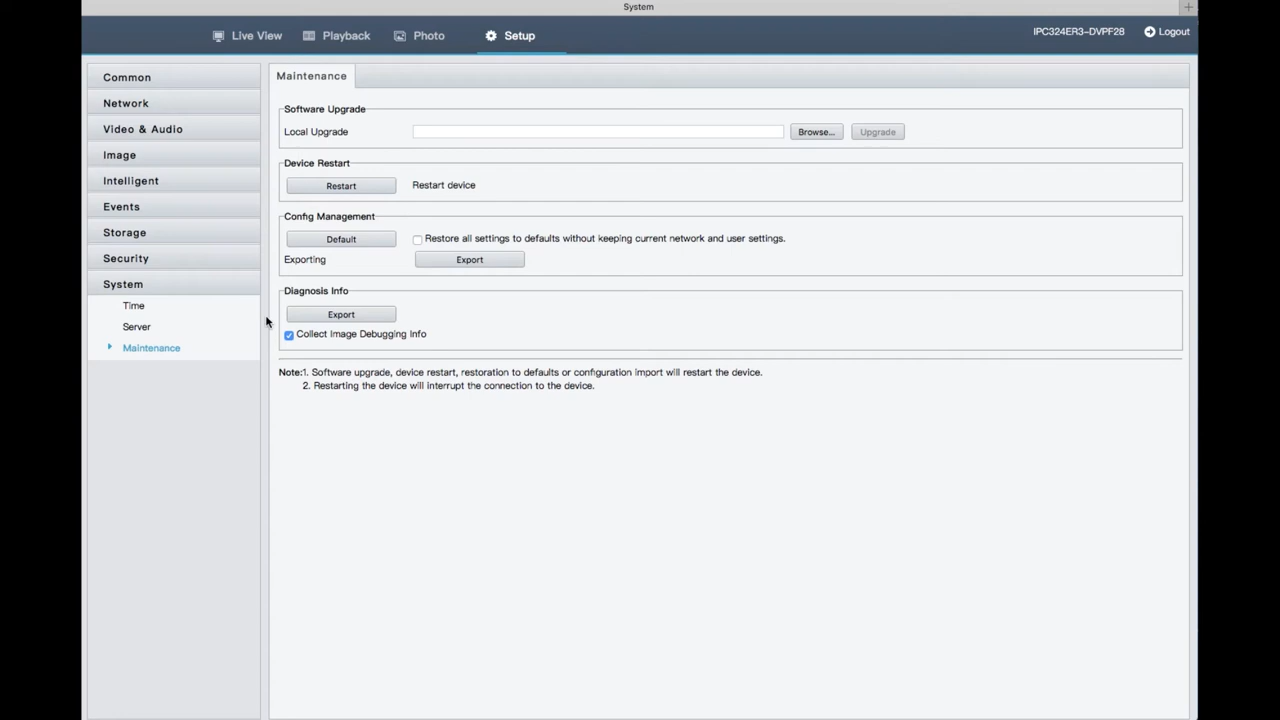 System
Live View
Playback
Photo
Setup
IPC324ER3-DVPF28
Logout
Common
Network
Video & Audio
Image
Intelligent
Events
Storage
Security
System
Time
Server
Maintenance
Maintenance
Software Upgrade
Local Upgrade
Browse...
Upgrade
Device Restart
Restart
Restart device
Config Management
Default
Restore all settings to defaults without keeping current network and user settings.
Exporting
Export
Diagnosis Info
Export
Collect Image Debugging Info
Note:1. Software upgrade, device restart, restoration to defaults or configuration import will restart the device.
2. Restarting the device will interrupt the connection to the device.